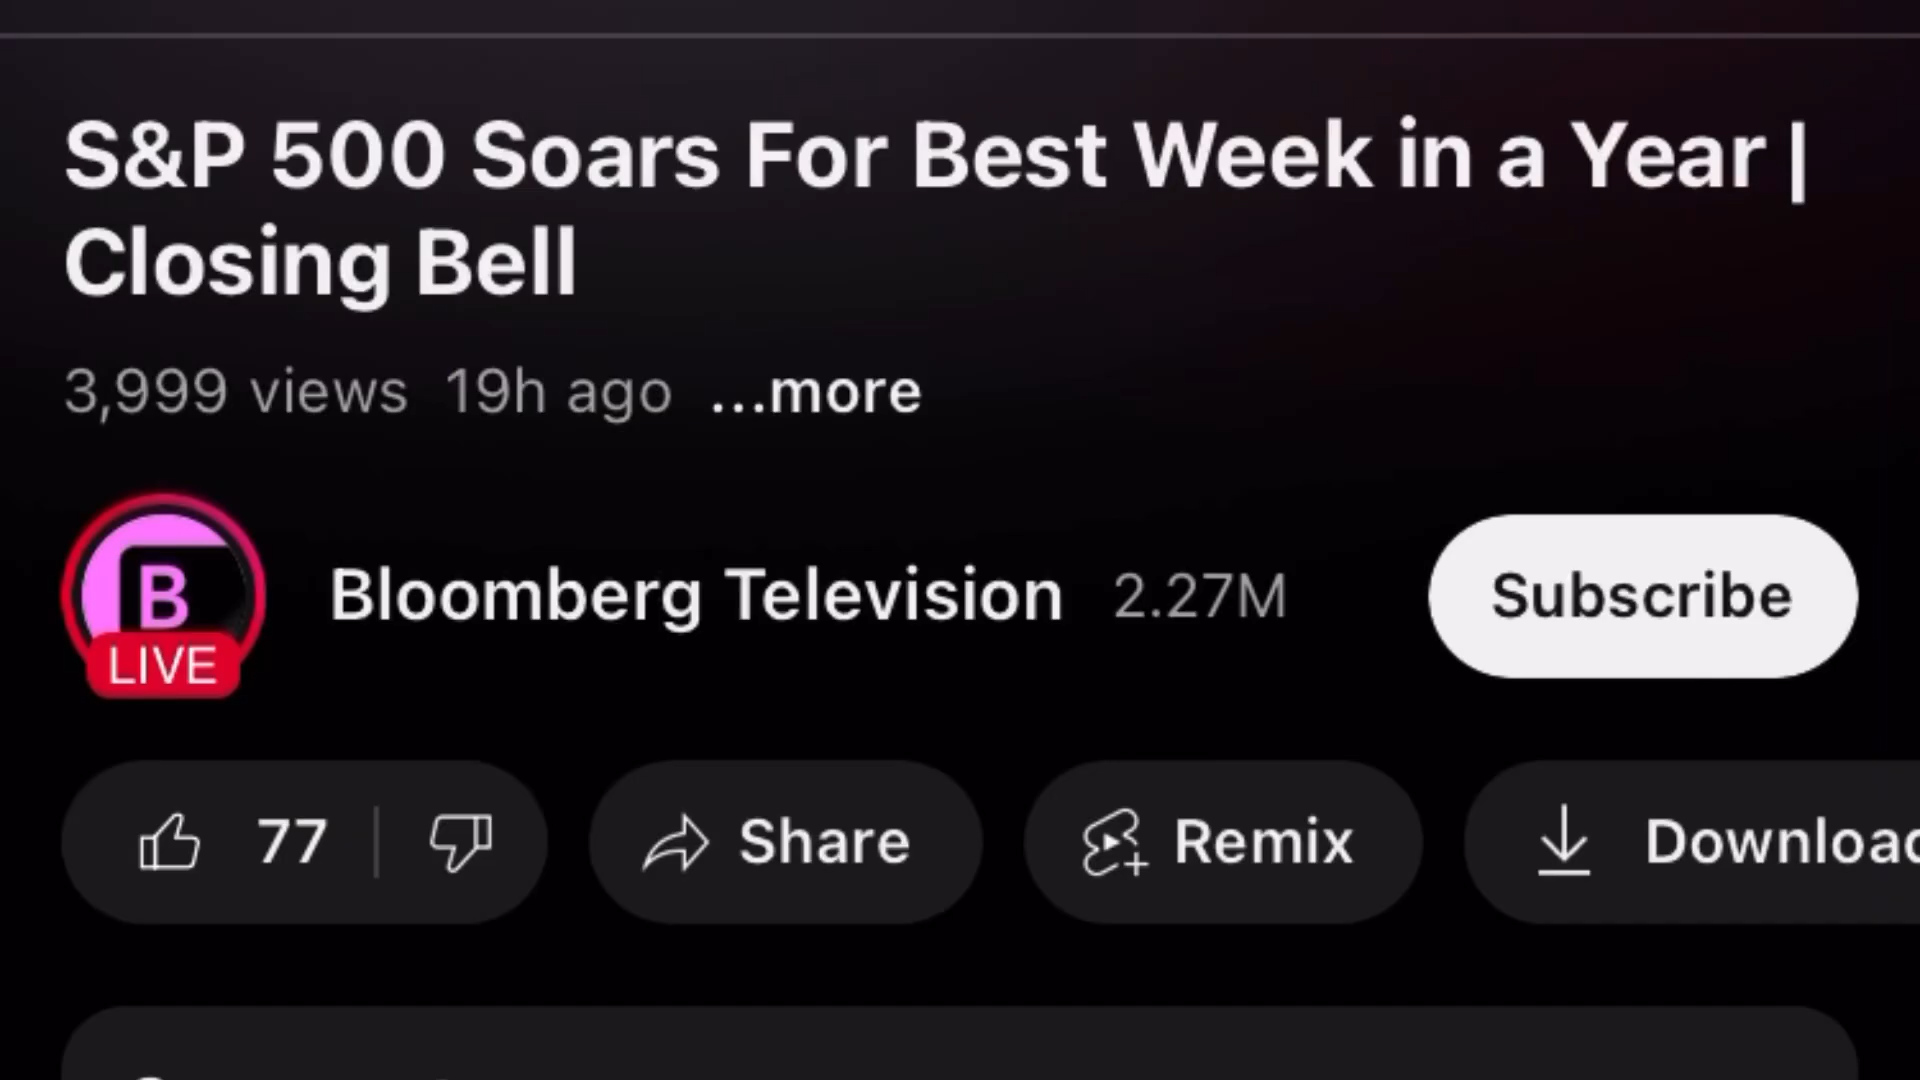 S&P 500 Soars For Best Week in a Year |
Closing Bell
3,999 views 19h ago ...more
B
LIVE
Bloomberg Television 2.27M
Subscribe
77
Share
Remix
Download